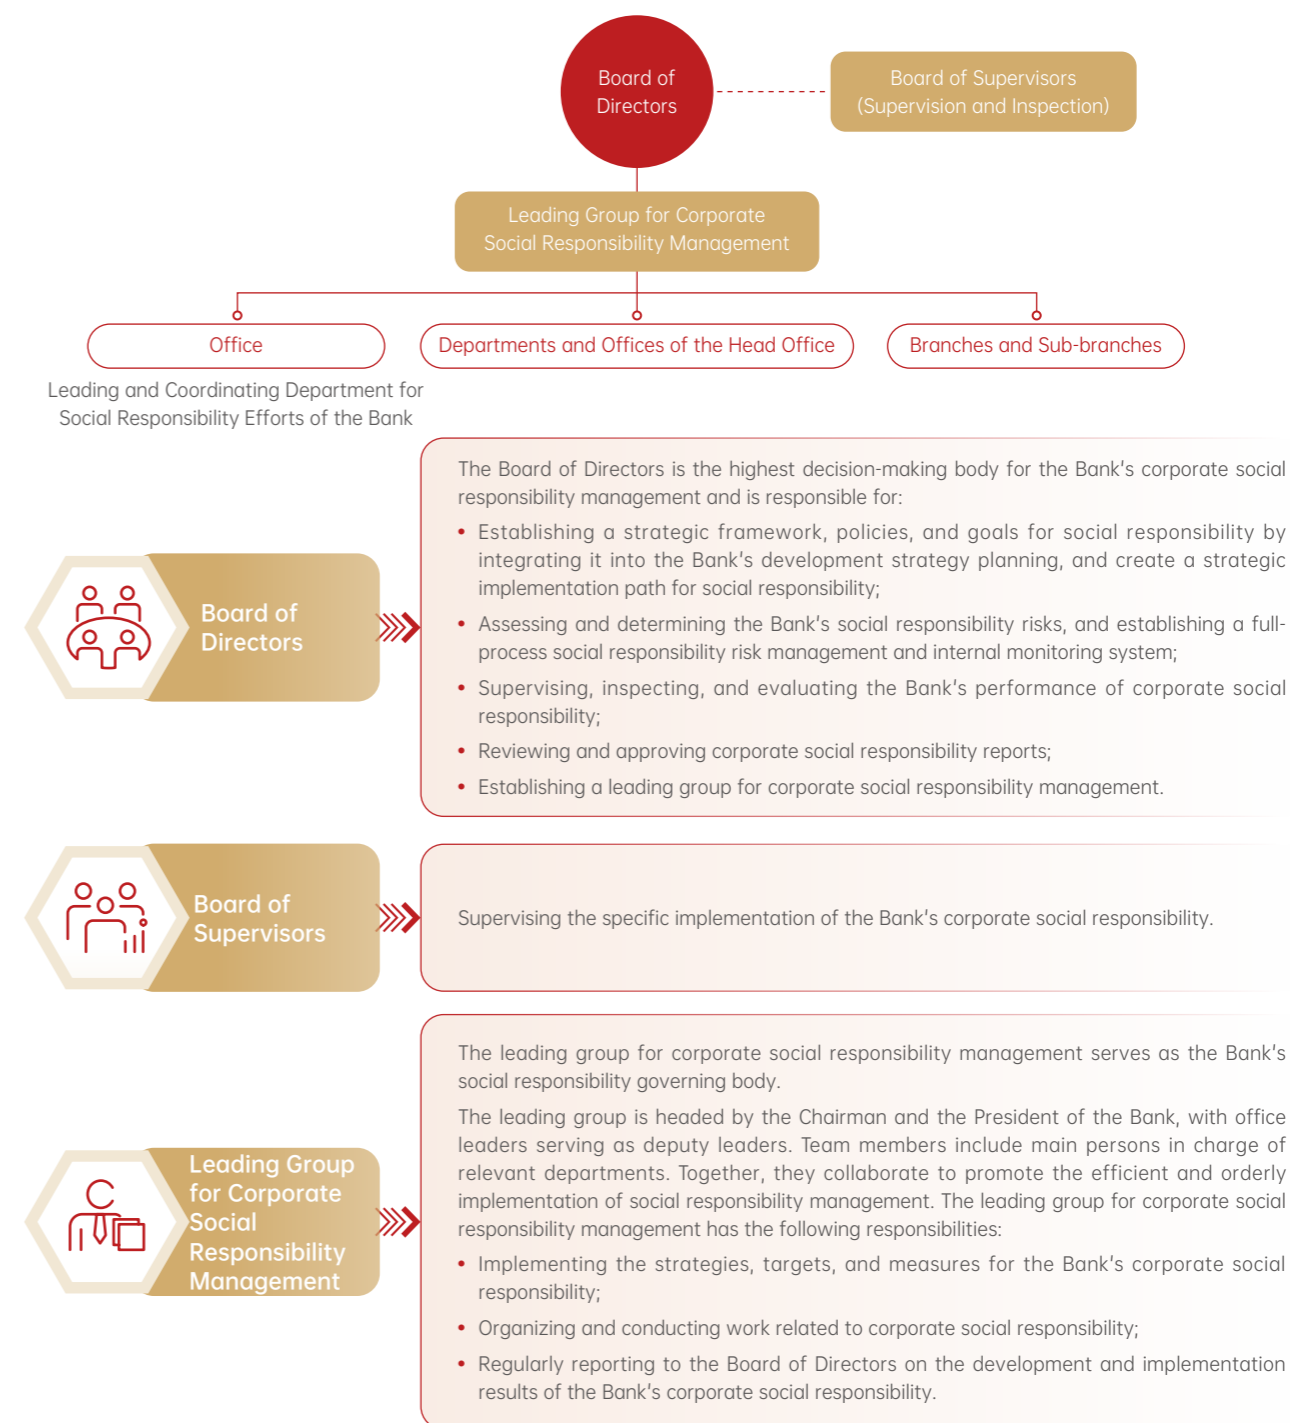 Board of
Directors
Board of Supervisors
(Supervision and Inspection)
Leading Group for Corporate
Social Responsibility Management
Office
Departments and Offices of the Head Office
Branches and Sub-branches
Leading and Coordinating Department for
Social Responsibility Efforts of the Bank
Board of
Directors
The Board of Directors is the highest decision-making body for the Bank's corporate social
responsibility management and is responsible for:
• Establishing a strategic framework, policies, and goals for social responsibility by
integrating it into the Bank's development strategy planning, and create a strategic
implementation path for social responsibility;
• Assessing and determining the Bank's social responsibility risks, and establishing a full-
process social responsibility risk management and internal monitoring system;
• Supervising, inspecting, and evaluating the Bank's performance of corporate social
responsibility;
• Reviewing and approving corporate social responsibility reports;
• Establishing a leading group for corporate social responsibility management.
Board of
Supervisors
Supervising the specific implementation of the Bank's corporate social responsibility.
Leading Group
for Corporate
Social
Responsibility
Management
The leading group for corporate social responsibility management serves as the Bank's
social responsibility governing body.
The leading group is headed by the Chairman and the President of the Bank, with office
leaders serving as deputy leaders. Team members include main persons in charge of
relevant departments. Together, they collaborate to promote the efficient and orderly
implementation of social responsibility management. The leading group for corporate social
responsibility management has the following responsibilities:
• Implementing the strategies, targets, and measures for the Bank's corporate social
responsibility;
• Organizing and conducting work related to corporate social responsibility;
• Regularly reporting to the Board of Directors on the development and implementation
results of the Bank's corporate social responsibility.